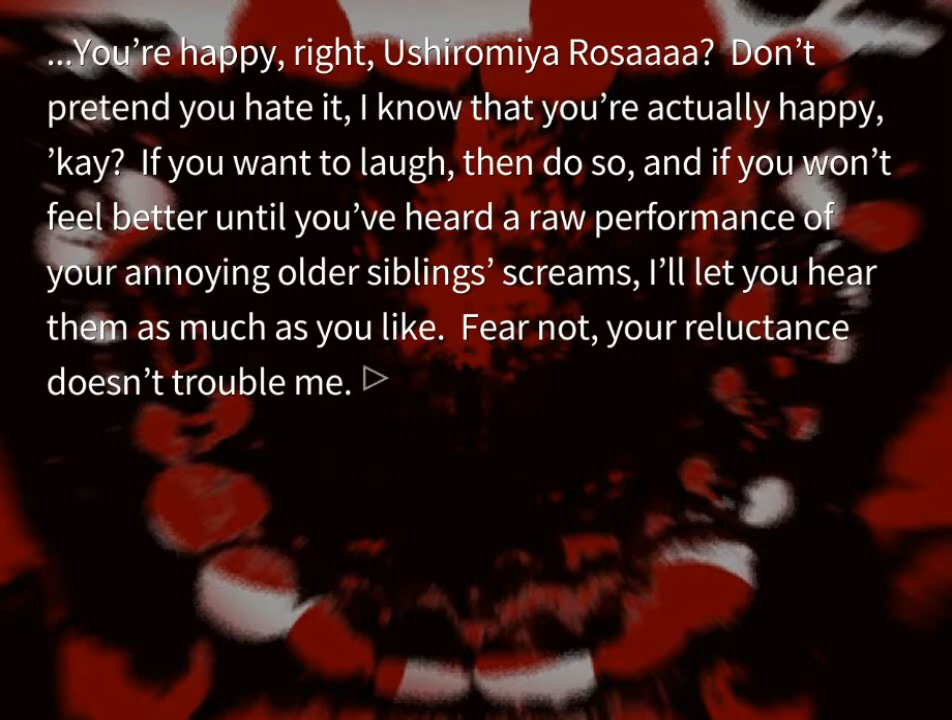 ...You’re happy, right, Ushiromiya Rosaaaa?  Don’t
pretend you hate it, I know that you’re actually happy,
’kay?  If you want to laugh, then do so, and if you won’t
feel better until you’ve heard a raw performance of
your annoying older siblings’ screams, I’ll let you hear
them as much as you like.  Fear not, your reluctance
doesn’t trouble me.